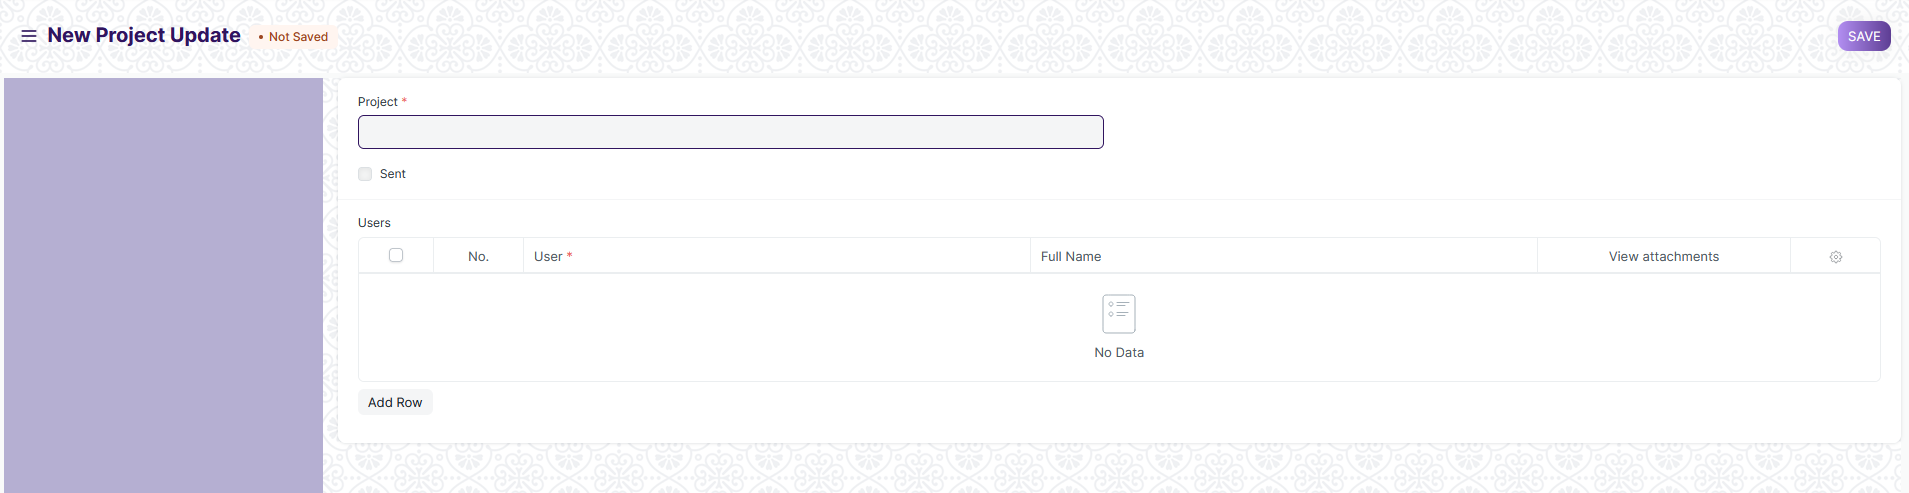 New Project Update • Not Saved
SAVE
Project *
Sent
Users
No. User * Full Name View attachments
No Data
Add Row